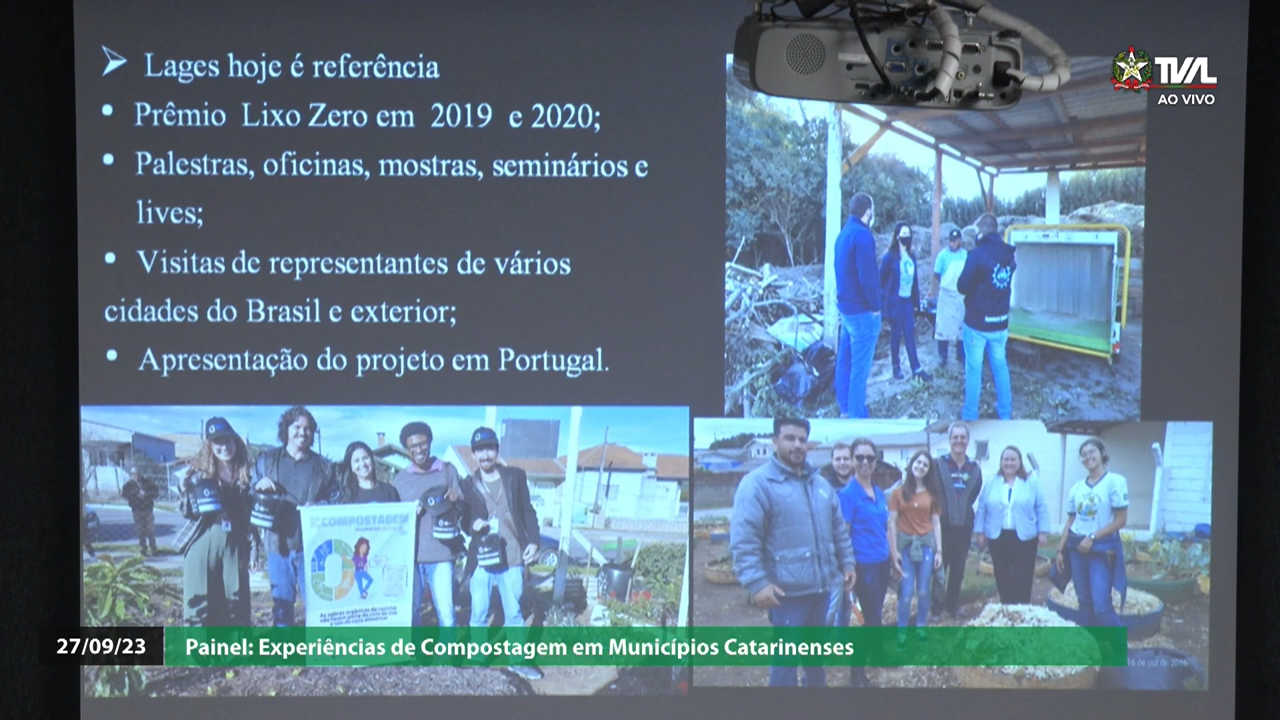 ➢ Lages hoje é referência
• Prêmio Lixo Zero em 2019 e 2020;
• Palestras, oficinas, mostras, seminários e
lives;
• Visitas de representantes de vários
cidades do Brasil e exterior;
• Apresentação do projeto em Portugal.
TVAL
AO VIVO
COMPOSTAGEM
27/09/23
Painel: Experiências de Compostagem em Municípios Catarinenses